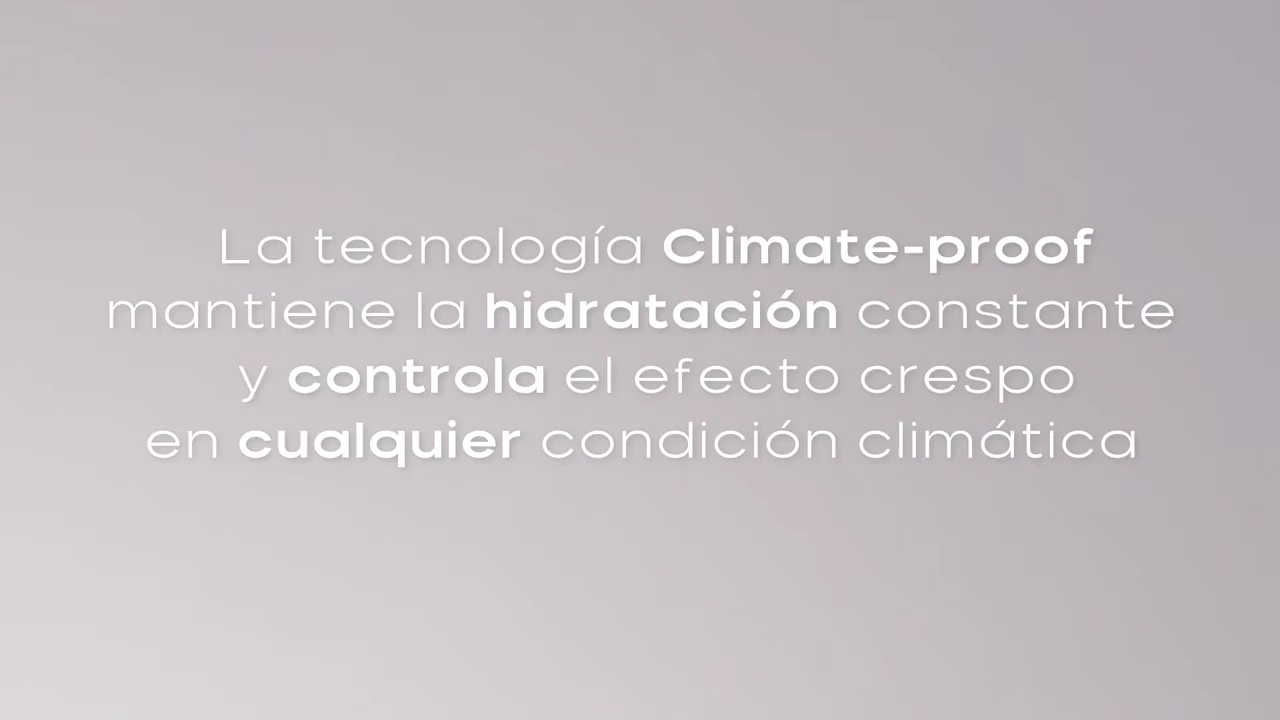 La tecnología Climate-proof
mantiene la hidratación constante
y controla el efecto crespo
en cualquier condición climática